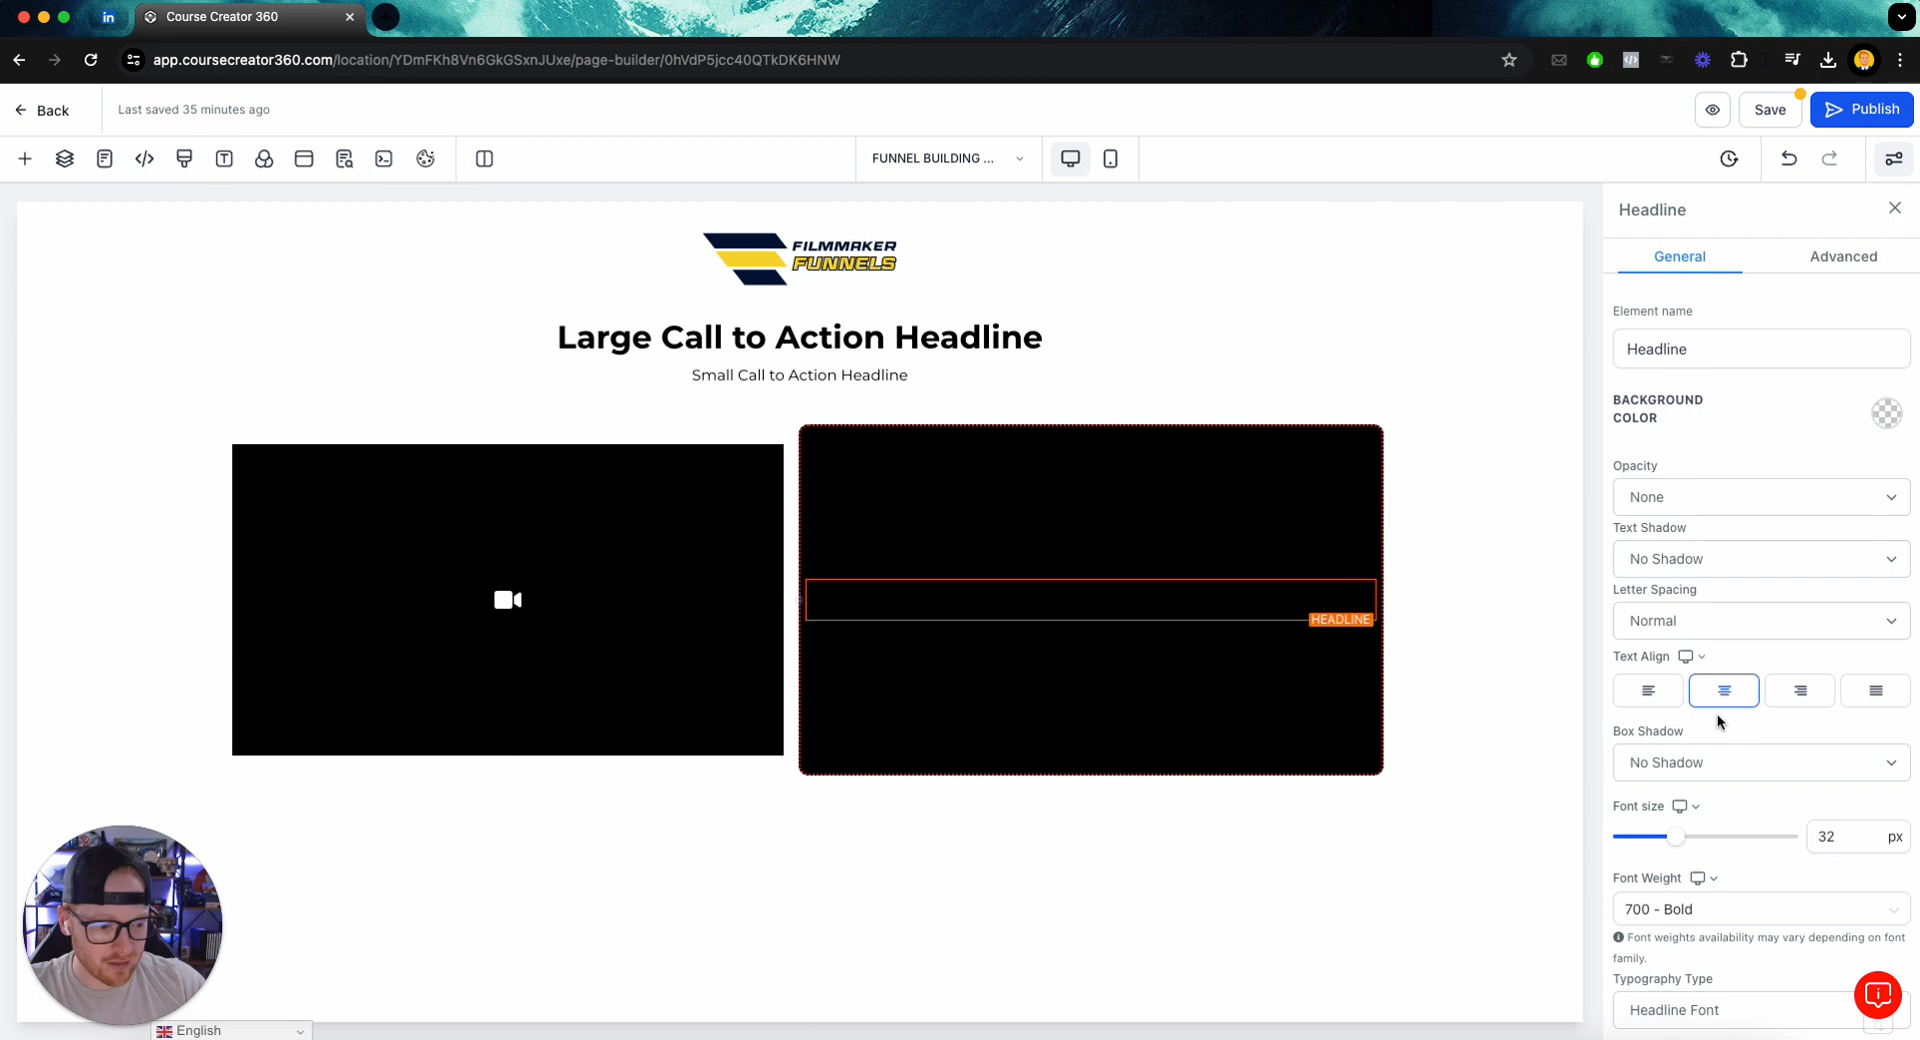 Course Creator 360
app.coursecreator360.com/location/YDmFKh8Vn6GkGSxnJUxe/page-builder/0hVdP5jcc40QTkDK6HNW
Back
Last saved 35 minutes ago
Save
Publish
FUNNEL BUILDING ...
FILMMAKER
FUNNELS
Large Call to Action Headline
Small Call to Action Headline
HEADLINE
English
Headline
General
Advanced
Element name
Headline
BACKGROUND
COLOR
Opacity
None
Text Shadow
No Shadow
Letter Spacing
Normal
Text Align
Box Shadow
No Shadow
Font size
32 px
Font Weight
700 - Bold
Font weights availability may vary depending on font
family.
Typography Type
Headline Font